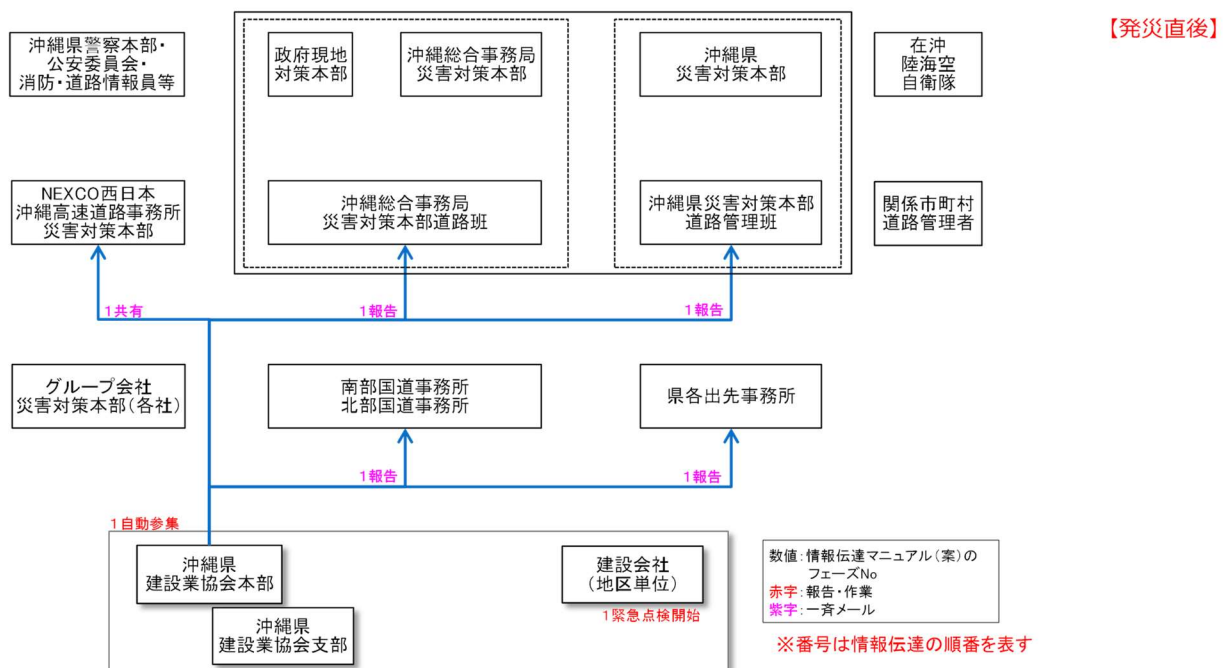 【発災直後】
沖縄県警察本部・
公安委員会・
消防・道路情報員等
政府現地
対策本部
沖縄総合事務局
災害対策本部
沖縄県
災害対策本部
在沖
陸海空
自衛隊
NEXCO西日本
沖縄高速道路事務所
災害対策本部
沖縄総合事務局
災害対策本部道路班
沖縄県災害対策本部
道路管理班
関係市町村
道路管理者
1共有
1報告
1報告
グループ会社
災害対策本部(各社)
南部国道事務所
北部国道事務所
県各出先事務所
1報告
1報告
1自動参集
沖縄県
建設業協会本部
沖縄県
建設業協会支部
建設会社
(地区単位)
1緊急点検開始
数値:情報伝達マニュアル(案)の
フェーズNo
赤字:報告・作業
紫字:一斉メール
※番号は情報伝達の順番を表す